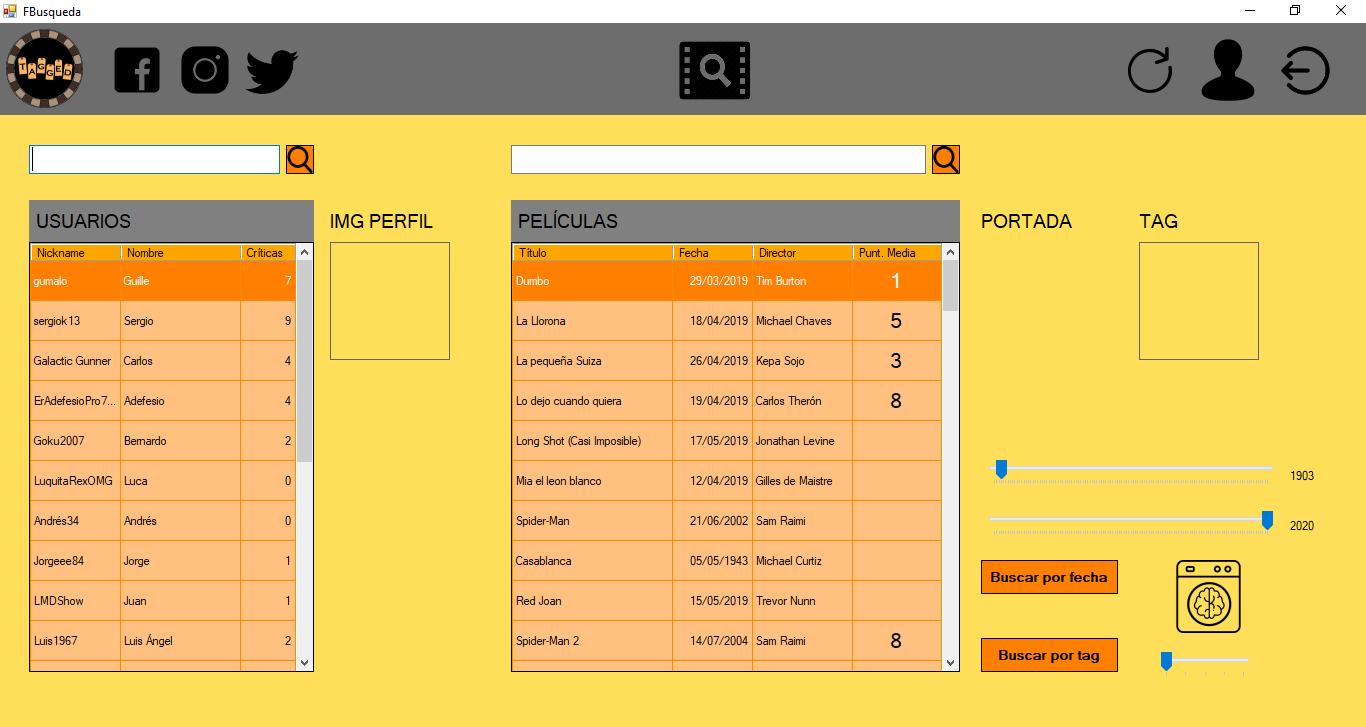 FBusqueda
TAGGED
USUARIOS
IMG PERFIL
PELÍCULAS
PORTADA
TAG
Nickname Nombre Críticas
gumalo Guille 7
sergiok13 Sergio 9
Galactic Gunner Carlos 4
ErAdefesioPro7... Adefesio 4
Goku2007 Bernardo 2
LuquitaRexOMG Luca 0
Andrés34 Andrés 0
Jorgeee84 Jorge 1
LMDShow Juan 1
Luis1967 Luis Ángel 2
Título Fecha Director Punt. Media
Dumbo 29/03/2019 Tim Burton 1
La Llorona 18/04/2019 Michael Chaves 5
La pequeña Suiza 26/04/2019 Kepa Sojo 3
Lo dejo cuando quiera 19/04/2019 Carlos Therón 8
Long Shot (Casi Imposible) 17/05/2019 Jonathan Levine
Mia el leon blanco 12/04/2019 Gilles de Maistre
Spider-Man 21/06/2002 Sam Raimi
Casablanca 05/05/1943 Michael Curtiz
Red Joan 15/05/2019 Trevor Nunn
Spider-Man 2 14/07/2004 Sam Raimi 8
1903
2020
Buscar por fecha
Buscar por tag